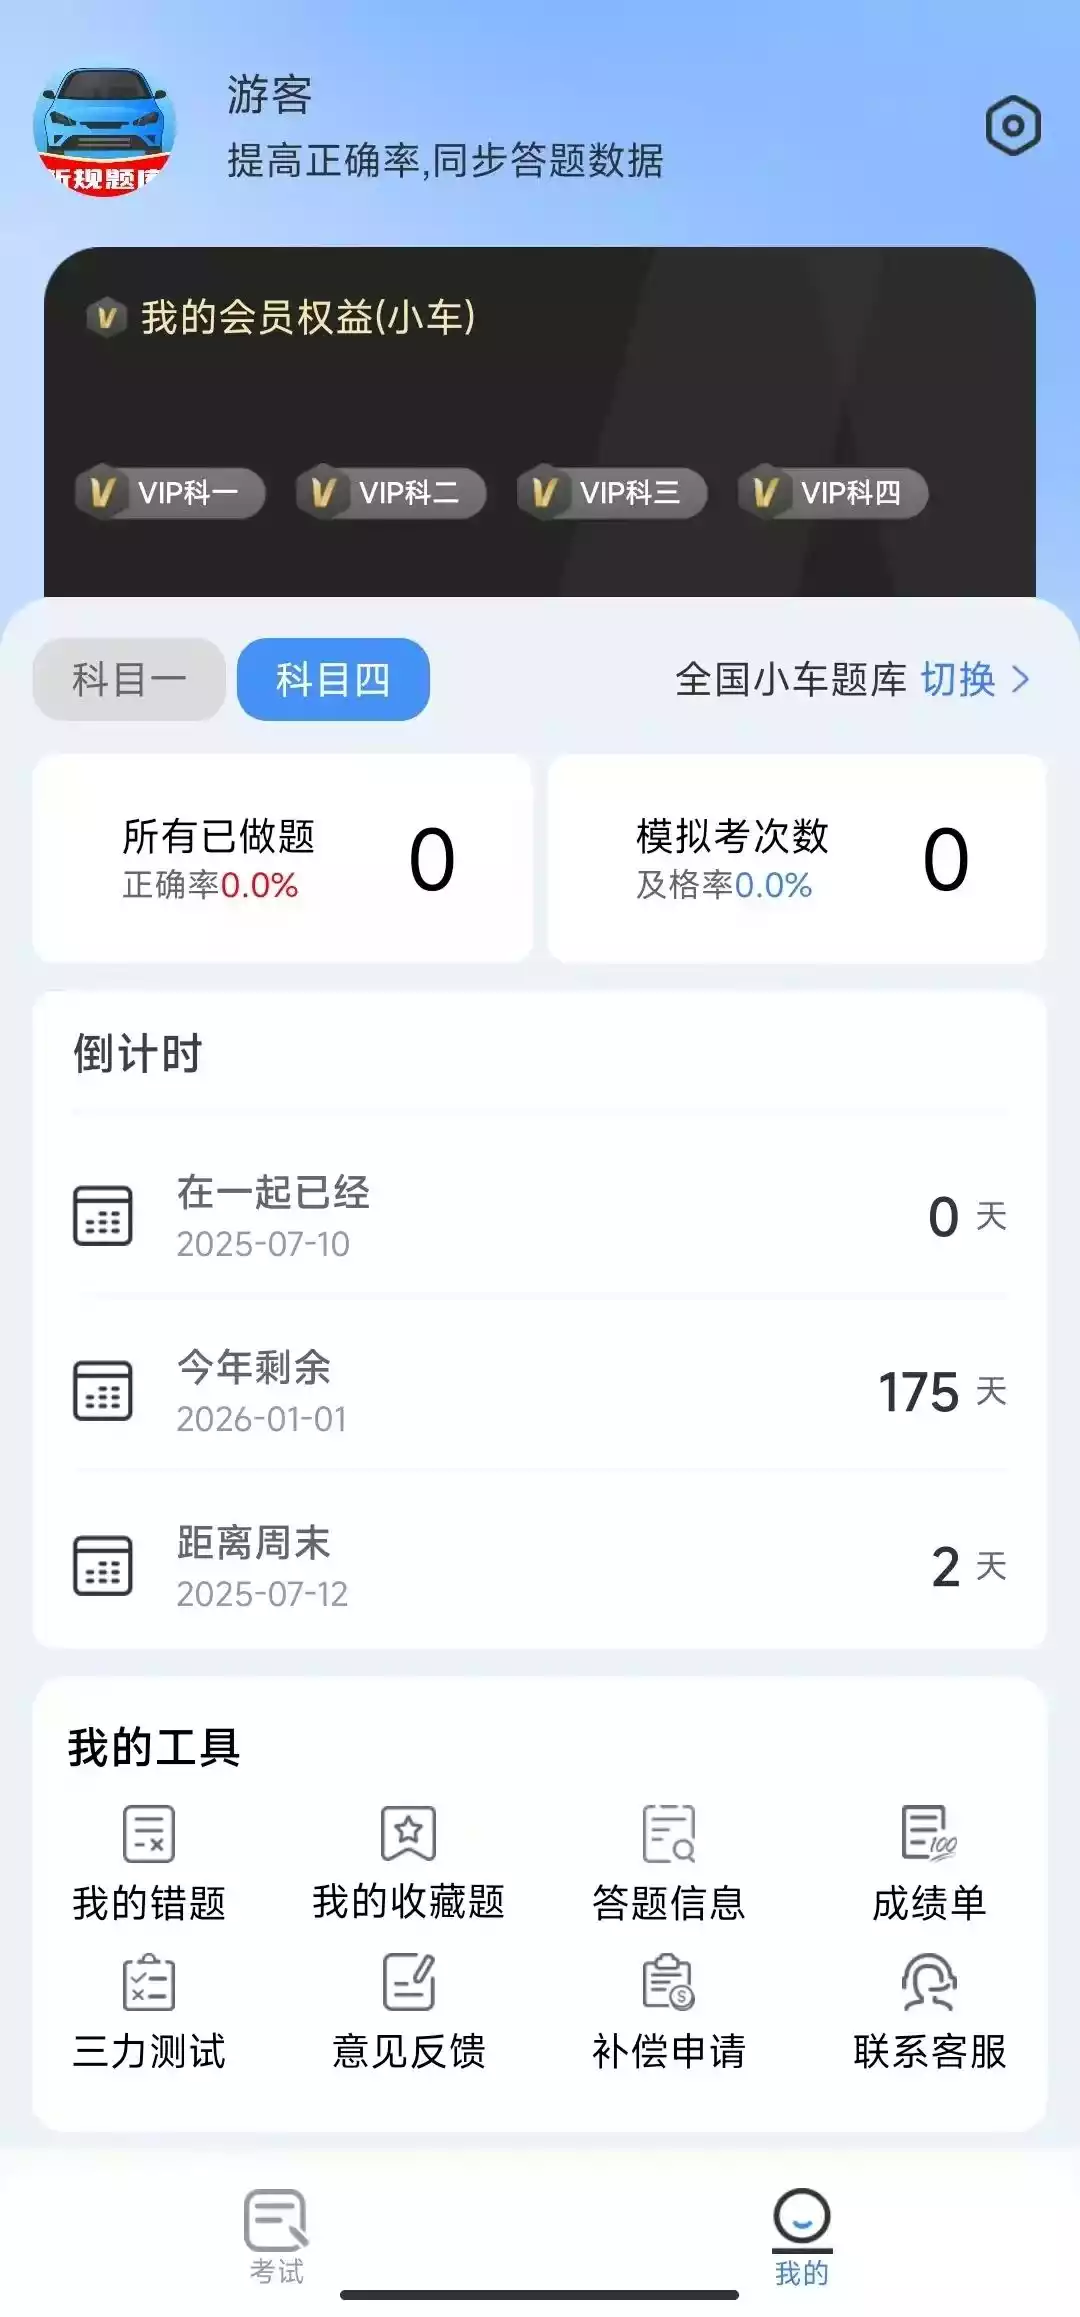 游客
提高正确率,同步答题数据
新规题库
V 我的会员权益(小车)
V VIP科一 V VIP科二 V VIP科三 V VIP科四
科目一 科目四 全国小车题库 切换 >
所有已做题 0
正确率0.0%
模拟考次数 0
及格率0.0%
倒计时
在一起已经
2025-07-10
0 天
今年剩余
2026-01-01
175 天
距离周末
2025-07-12
2 天
我的工具
100
我的错题 我的收藏题 答题信息 成绩单
三力测试 意见反馈 补偿申请 联系客服
考试 我的